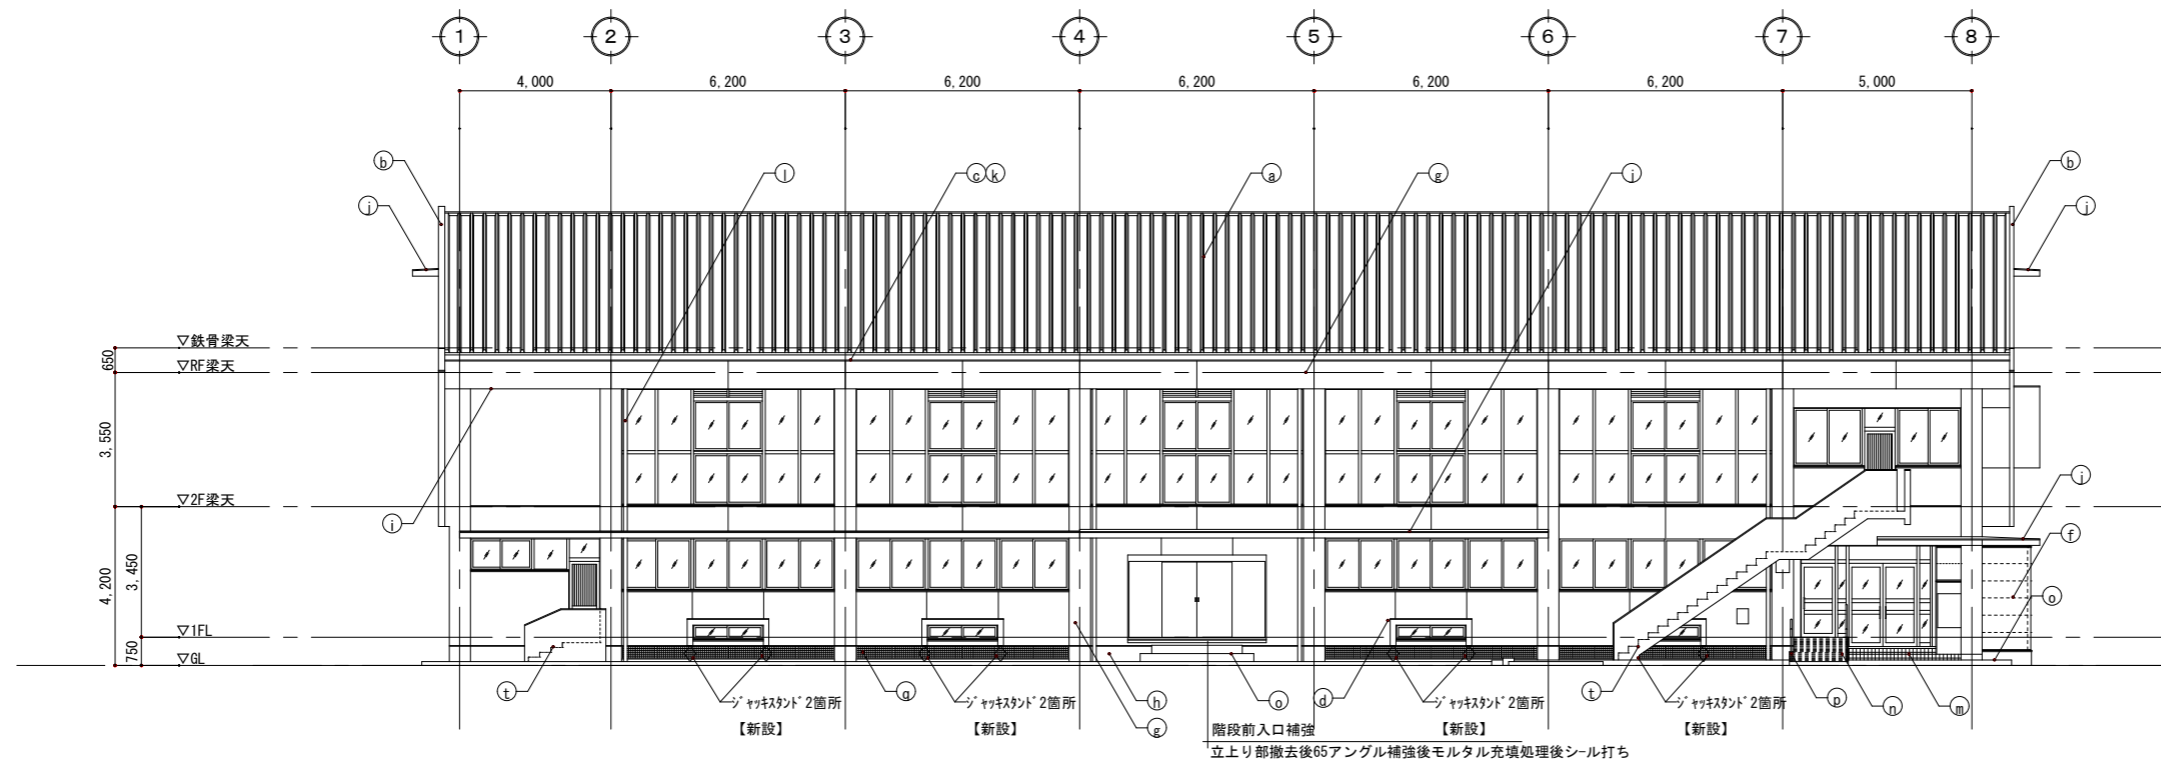 1 2 3 4 5 6 7 8
4,000 6,200 6,200 6,200 6,200 6,200 5,000
b l c k a g j b
j j
▽鉄骨梁天
650
▽RF梁天
3,550
▽2F梁天
i j
f
4,200 3,450
o
▽1FL
750
▽GL
t q h o d t p n m
g
ジャッキスタンド2箇所 ジャッキスタンド2箇所 ジャッキスタンド2箇所 ジャッキスタンド2箇所
【新設】 【新設】 【新設】 【新設】
階段前入口補強
立上り部撤去後65アングル補強後モルタル充填処理後シール打ち